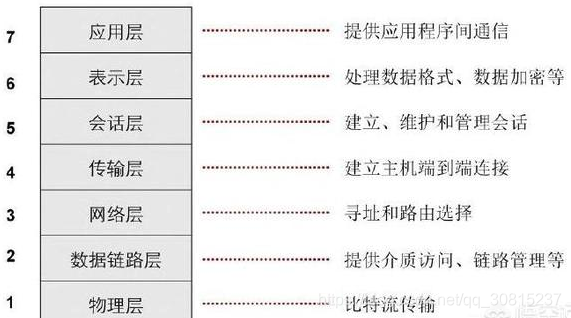 7 应用层 提供应用程序间通信
6 表示层 处理数据格式、数据加密等
5 会话层 建立、维护和管理会话
4 传输层 建立主机端到端连接
3 网络层 寻址和路由选择
2 数据链路层 提供介质访问、链路管理等
1 物理层 比特流传输
net/qq_30815237